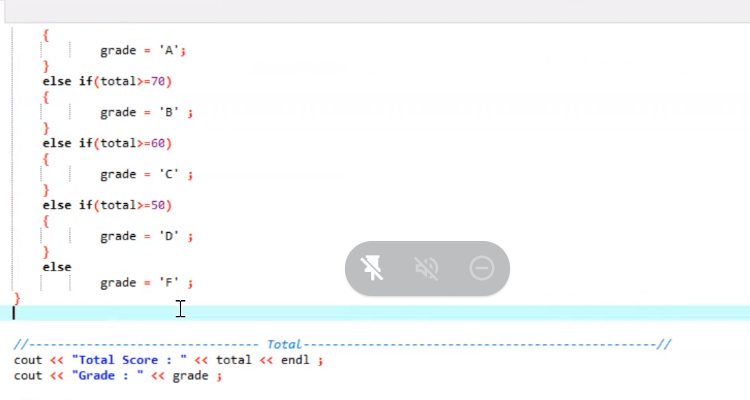 {
grade = 'A';
}
else if(total>=70)
{
grade = 'B' ;
}
else if(total>=60)
{
grade = 'C' ;
}
else if(total>=50)
{
grade = 'D' ;
}
else
grade = 'F' ;
}
//------------------------------ Total----------------------------------------------//
cout << "Total Score : " << total << endl ;
cout << "Grade : " << grade ;